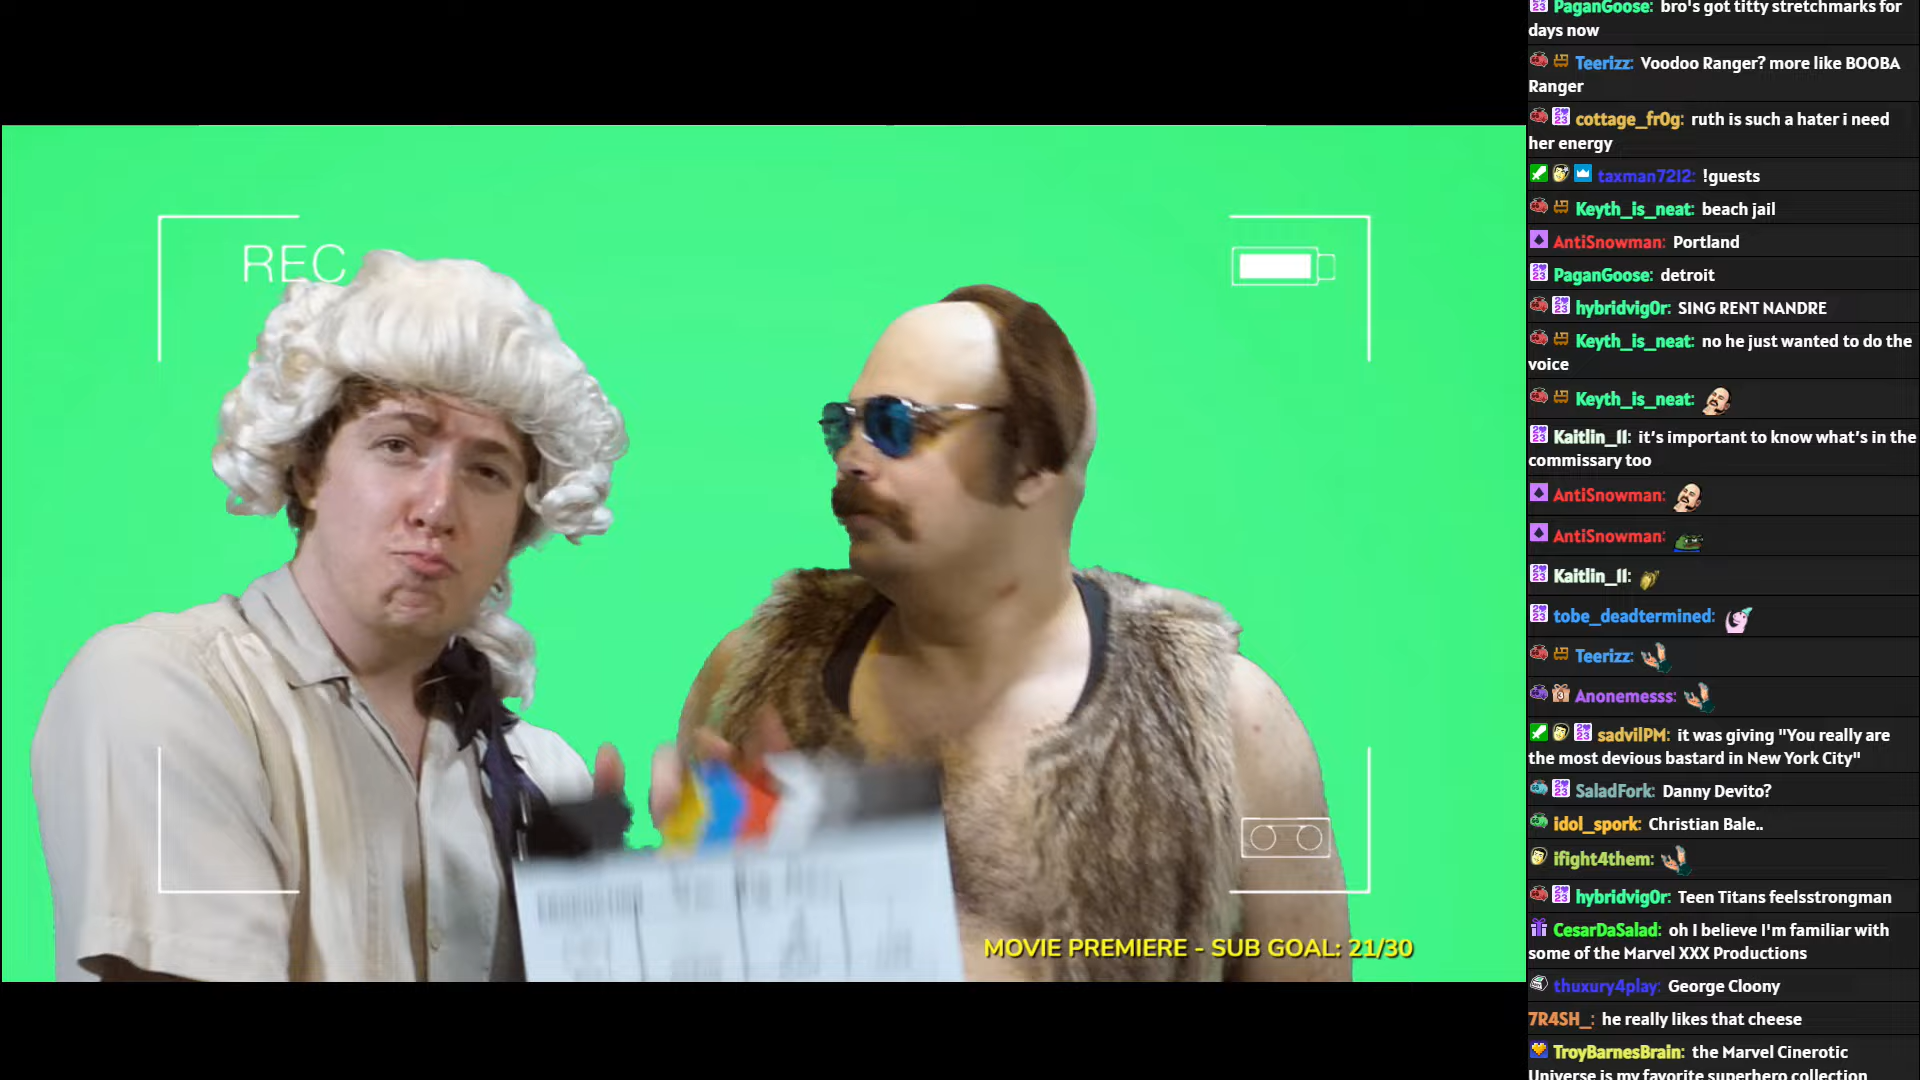 REC
MOVIE PREMIERE - SUB GOAL: 21/30
PaganGoose: bro's got titty stretchmarks for
days now
Teerizz: Voodoo Ranger? more like BOOBA
Ranger
cottage_fr0g: ruth is such a hater i need
her energy
taxman7212: !guests
Keyth_is_neat: beach jail
AntiSnowman: Portland
PaganGoose: detroit
hybridvig0r: SING RENT NANDRE
Keyth_is_neat: no he just wanted to do the
voice
Keyth_is_neat:
Kaitlin_11: it's important to know what's in the
commissary too
AntiSnowman:
AntiSnowman:
Kaitlin_11:
tobe_deadtermined:
Teerizz:
Anonemesss:
sadvilPM: it was giving "You really are
the most devious bastard in New York City"
SaladFork: Danny Devito?
idol_spork: Christian Bale..
ifight4them:
hybridvig0r: Teen Titans feelsstrongman
CesarDaSalad: oh I believe I'm familiar with
some of the Marvel XXX Productions
thuxury4play: George Cloony
7R4SH_: he really likes that cheese
TroyBarnesBrain: the Marvel Cinerotic
Universe is my favorite superhero collection